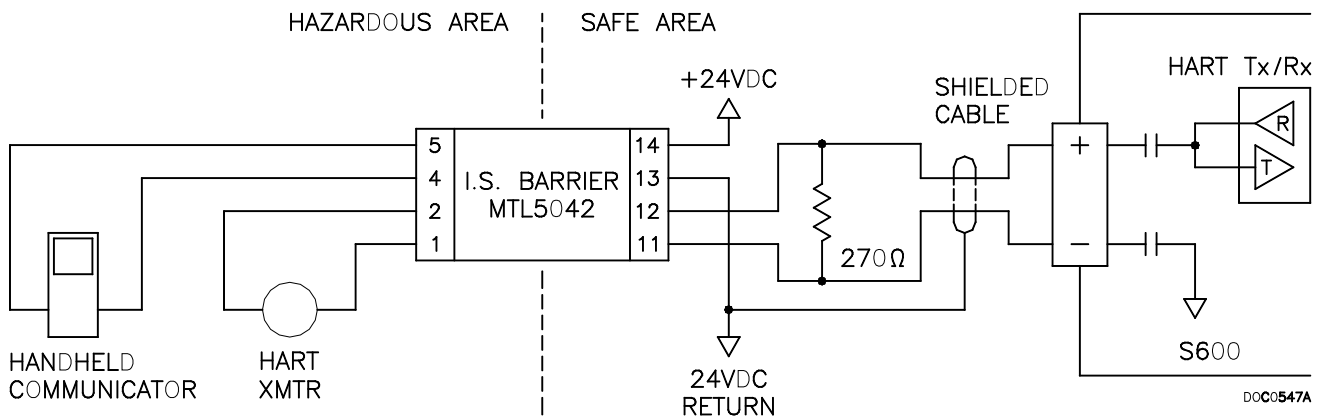 HAZARDOUS AREA
SAFE AREA
+24VDC
SHIELDED
CABLE
HART Tx/Rx
R
T
5
4
2
1
I.S. BARRIER
MTL5042
14
13
12
11
270Ω
+
−
HANDHELD
COMMUNICATOR
HART
XMTR
24VDC
RETURN
S600
DOC0547A